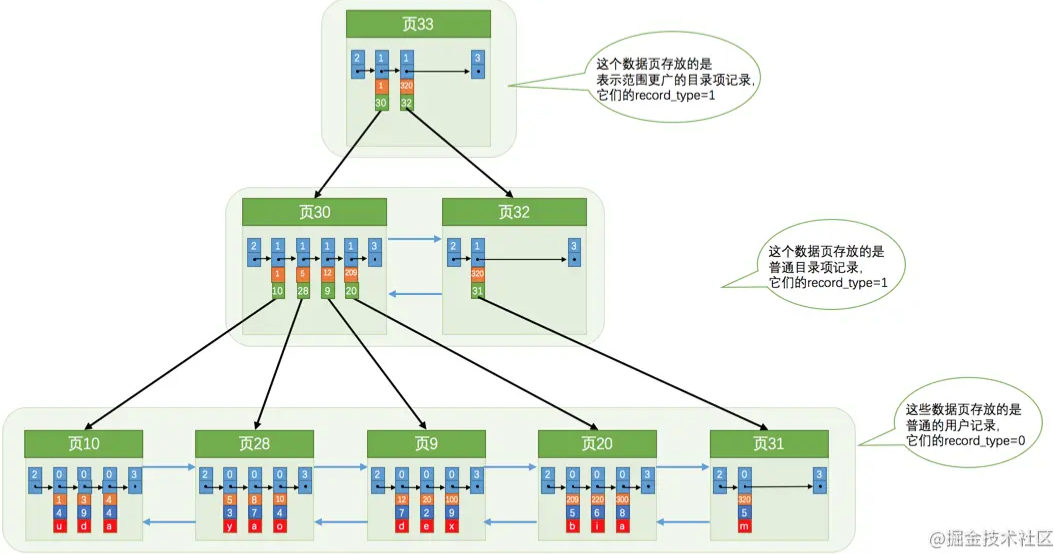 页33
2 1 1 3
1 320
30 32
这个数据页存放的是
表示范围更广的目录项记录,
它们的record_type=1
页30
2 1 1 1 1 3
1 5 12 209
10 28 9 20
页32
2 1 3
320
31
这个数据页存放的是
普通目录项记录,
它们的record_type=1
这些数据页存放的是
普通的用户记录,
它们的record_type=0
页10
2 0 0 0 3
1 3 4
4 9 4
u d a
页28
2 0 0 0 3
5 8 10
3 7 4
y a o
页9
2 0 0 0 3
12 20 100
7 2 9
d e x
页20
2 0 0 0 3
209 220 300
5 6 8
b i a
页31
2 0 3
320
5
m
@掘金技术社区